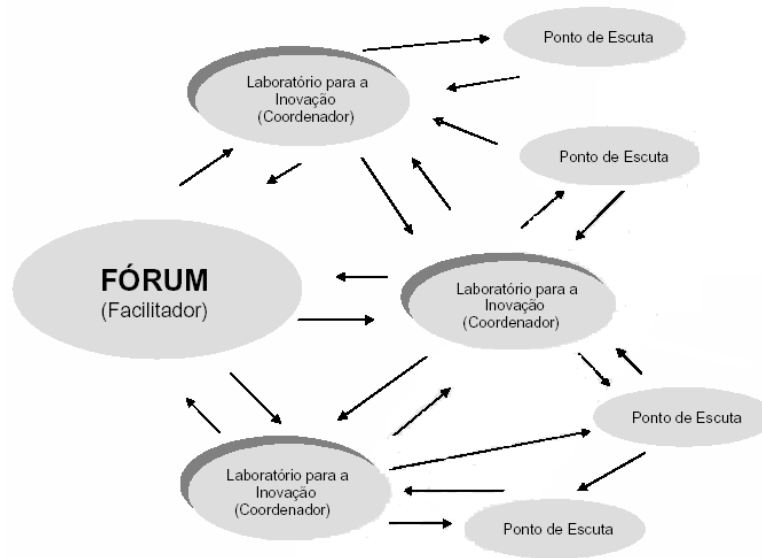 Ponto de Escuta
Laboratório para a
Inovação
(Coordenador)
Ponto de Escuta
FÓRUM
(Facilitador)
Laboratório para a
Inovação
(Coordenador)
Ponto de Escuta
Laboratório para a
Inovação
(Coordenador)
Ponto de Escuta